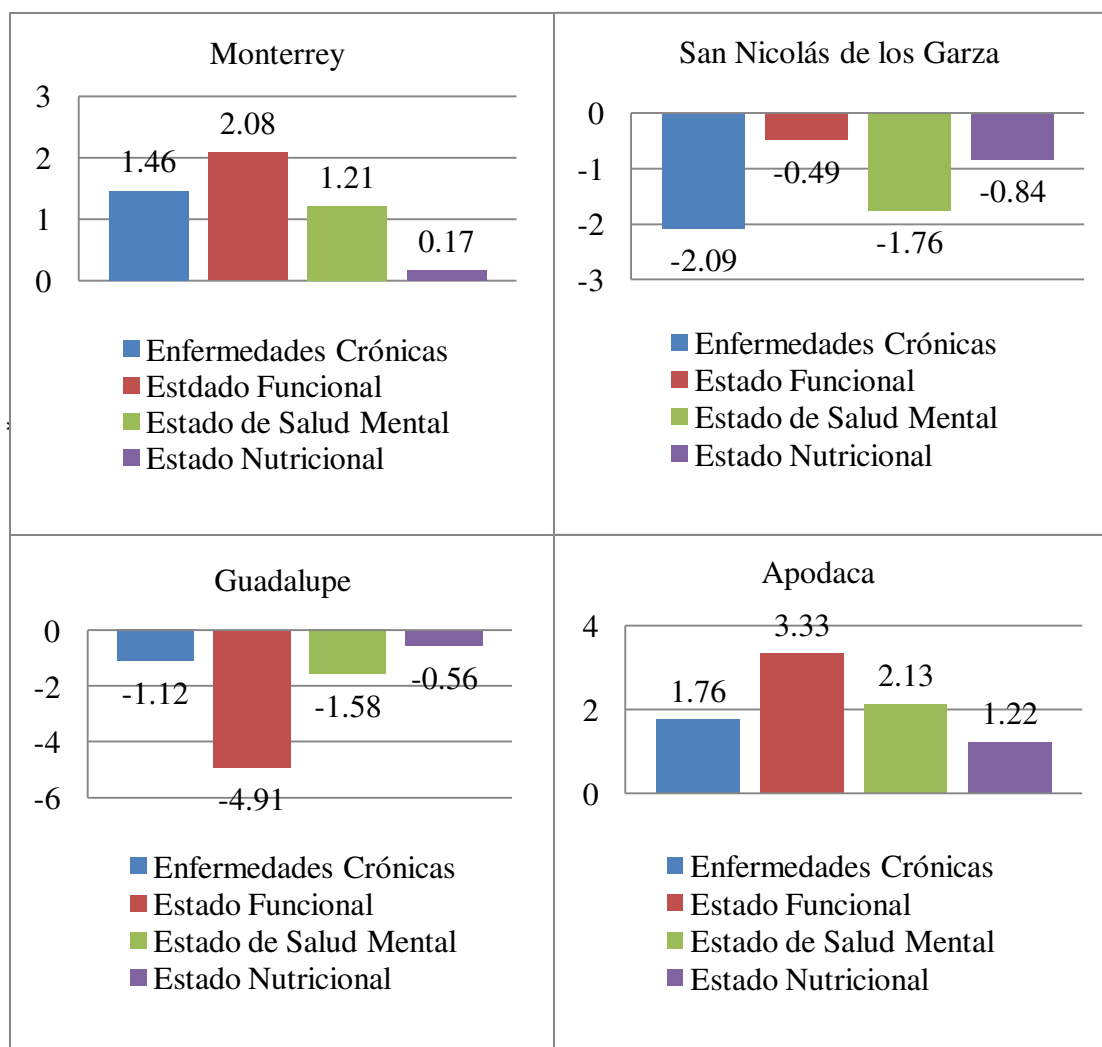 Monterrey
3
2
1
0
1.46
2.08
1.21
0.17
Enfermedades Crónicas
Estdado Funcional
Estado de Salud Mental
Estado Nutricional
San Nicolás de los Garza
0
-1
-2
-3
-2.09
-0.49
-1.76
-0.84
Enfermedades Crónicas
Estado Funcional
Estado de Salud Mental
Estado Nutricional
Guadalupe
0
-2
-4
-6
-1.12
-4.91
-1.58
-0.56
Enfermedades Crónicas
Estado Funcional
Estado de Salud Mental
Estado Nutricional
Apodaca
4
2
0
1.76
3.33
2.13
1.22
Enfermedades Crónicas
Estado Funcional
Estado de Salud Mental
Estado Nutricional